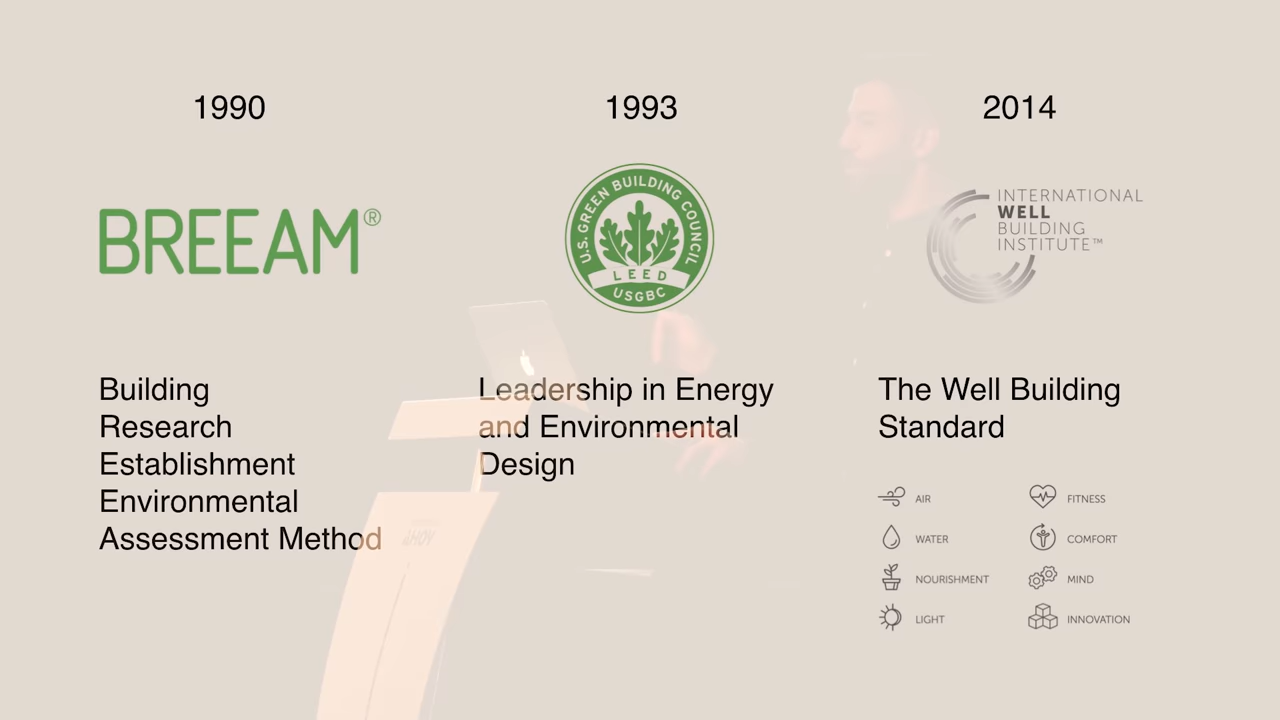 1990
BREEAM®
Building
Research
Establishment
Environmental
Assessment Method
1993
U.S. GREEN BUILDING COUNCIL
LEED
USGBC
Leadership in Energy
and Environmental
Design
2014
INTERNATIONAL
WELL
BUILDING
INSTITUTE™
The Well Building
Standard
AIR
FITNESS
WATER
COMFORT
NOURISHMENT
MIND
LIGHT
INNOVATION